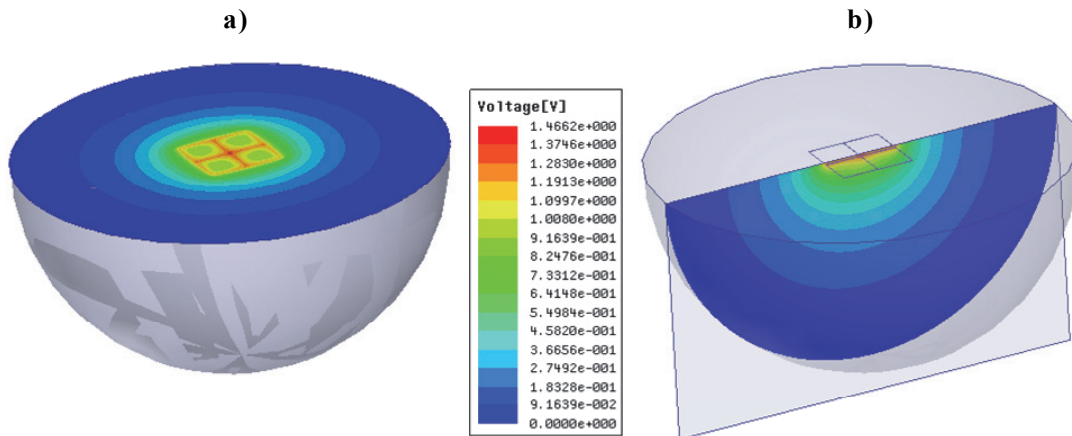 a)
b)
Voltage[V]
1.4662e+000
1.3746e+000
1.2830e+000
1.1913e+000
1.0997e+000
1.0080e+000
9.1639e-001
8.2476e-001
7.3312e-001
6.4148e-001
5.4984e-001
4.5820e-001
3.6656e-001
2.7492e-001
1.8328e-001
9.1639e-002
0.0000e+000